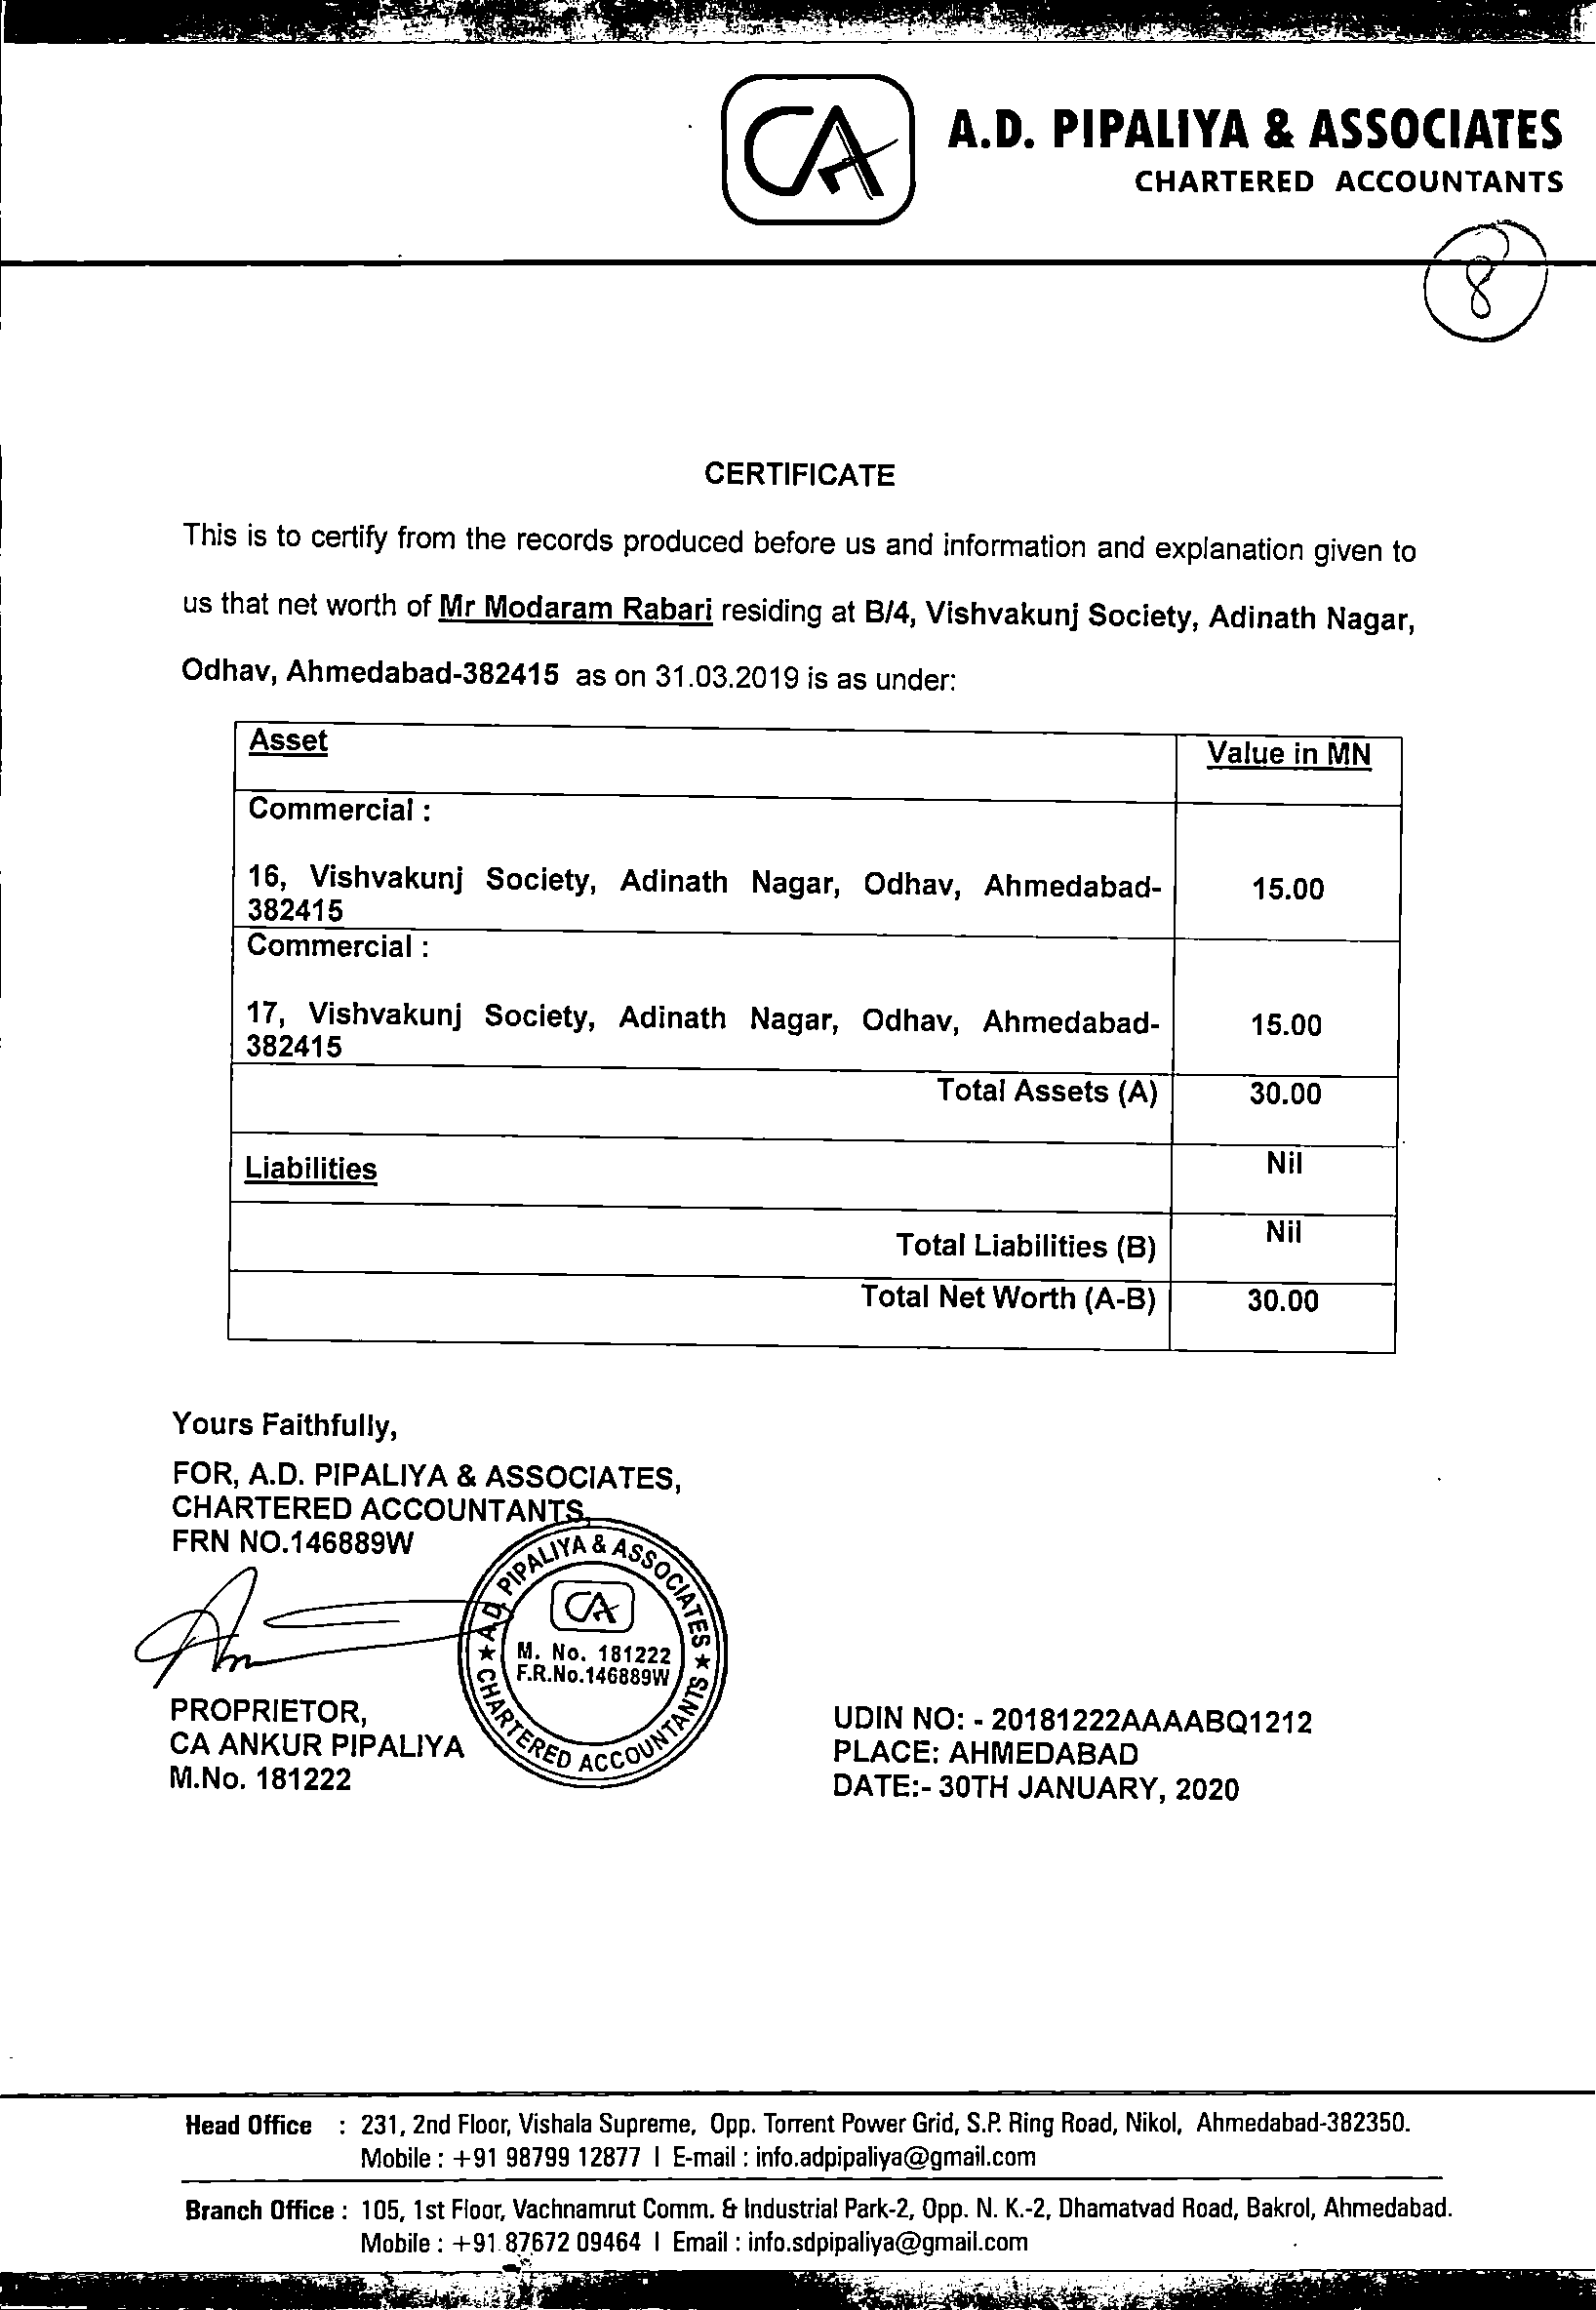 CA
A.D. PIPALIYA & ASSOCIATES
CHARTERED ACCOUNTANTS
8
CERTIFICATE
This is to certify from the records produced before us and information and explanation given to
us that net worth of Mr Modaram Rabari residing at B/4, Vishvakunj Society, Adinath Nagar,
Odhav, Ahmedabad-382415 as on 31.03.2019 is as under:
Asset Value in MN
Commercial :
16, Vishvakunj Society, Adinath Nagar, Odhav, Ahmedabad- 15.00
382415
Commercial :
17, Vishvakunj Society, Adinath Nagar, Odhav, Ahmedabad- 15.00
382415
Total Assets (A) 30.00
Liabilities Nil
Total Liabilities (B) Nil
Total Net Worth (A-B) 30.00
Yours Faithfully,
FOR, A.D. PIPALIYA & ASSOCIATES,
CHARTERED ACCOUNTANTS,
FRN NO.146889W
A.D. PIPALIYA & ASSOCIATES
CA
M. No. 181222
F.R.No.146889W
CHARTERED ACCOUNTANTS
PROPRIETOR,
CA ANKUR PIPALIYA
M.No. 181222
UDIN NO: - 20181222AAAABQ1212
PLACE: AHMEDABAD
DATE:- 30TH JANUARY, 2020
Head Office : 231, 2nd Floor, Vishala Supreme, Opp. Torrent Power Grid, S.P. Ring Road, Nikol, Ahmedabad-382350.
Mobile : +91 98799 12877 | E-mail : info.adpipaliya@gmail.com
Branch Office : 105, 1st Floor, Vachnamrut Comm. & Industrial Park-2, Opp. N. K.-2, Dhamatvad Road, Bakrol, Ahmedabad.
Mobile : +91 87672 09464 | Email : info.sdpipaliya@gmail.com